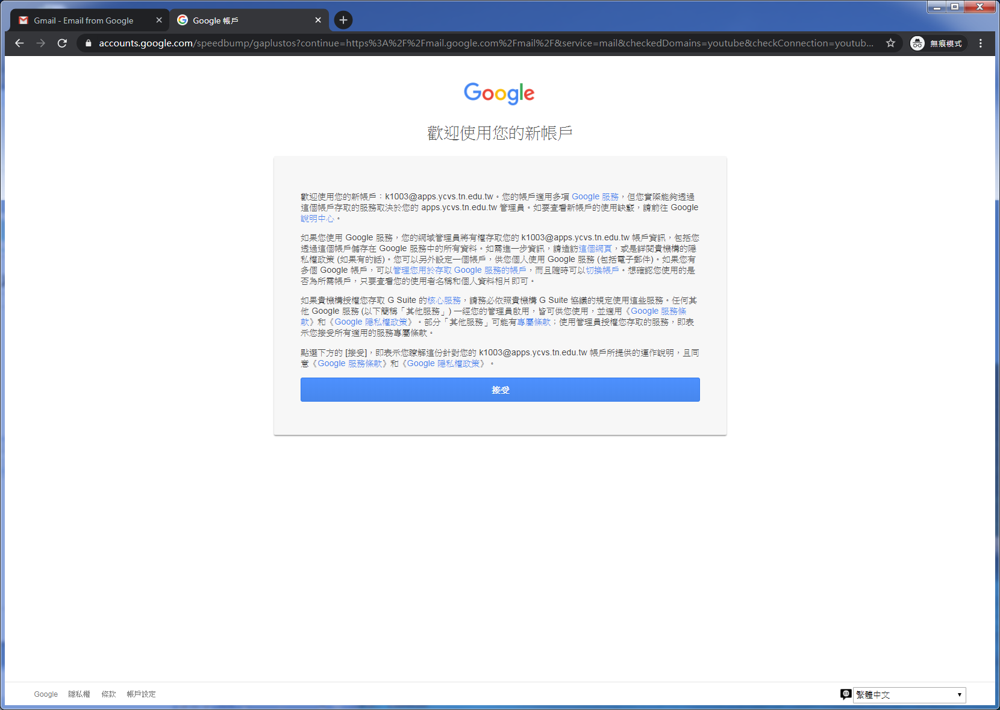 Gmail - Email from Google
Google 帳戶
accounts.google.com/speedbump/gaplustos?continue=https%3A%2F%2Fmail.google.com%2Fmail%2F&service=mail&checkedDomains=youtube&checkConnection=youtub...
無痕模式
Google
歡迎使用您的新帳戶
歡迎使用您的新帳戶：k1003@apps.ycvs.tn.edu.tw。您的帳戶適用多項 Google 服務，但您實際能夠透過
這個帳戶存取的服務取決於您的 apps.ycvs.tn.edu.tw 管理員。如要查看新帳戶的使用訣竅，請前往 Google
說明中心。
如果您使用 Google 服務，您的網域管理員將有權存取您的 k1003@apps.ycvs.tn.edu.tw 帳戶資訊，包括您
透過這個帳戶儲存在 Google 服務中的所有資料。如需進一步資訊，請造訪這個網頁，或是詳閱貴機構的隱
私權政策 (如果有的話)。您可以另外設定一個帳戶，供您個人使用 Google 服務 (包括電子郵件)。如果您有
多個 Google 帳戶，可以管理您用於存取 Google 服務的帳戶，而且隨時可以切換帳戶。想確認您使用的是
否為所需帳戶，只要查看您的使用者名稱和個人資料相片即可。
如果貴機構授權您存取 G Suite 的核心服務，請務必依照貴機構 G Suite 協議的規定使用這些服務。任何其
他 Google 服務 (以下簡稱「其他服務」) 一經您的管理員啟用，皆可供您使用，並適用《Google 服務條
款》和《Google 隱私權政策》。部分「其他服務」可能有專屬條款；使用管理員授權您存取的服務，即表
示您接受所有適用的服務專屬條款。
點選下方的 [接受]，即表示您瞭解這份針對您的 k1003@apps.ycvs.tn.edu.tw 帳戶所提供的運作說明，且同
意《Google 服務條款》和《Google 隱私權政策》。
接受
Google 隱私權 條款 帳戶設定
繁體中文